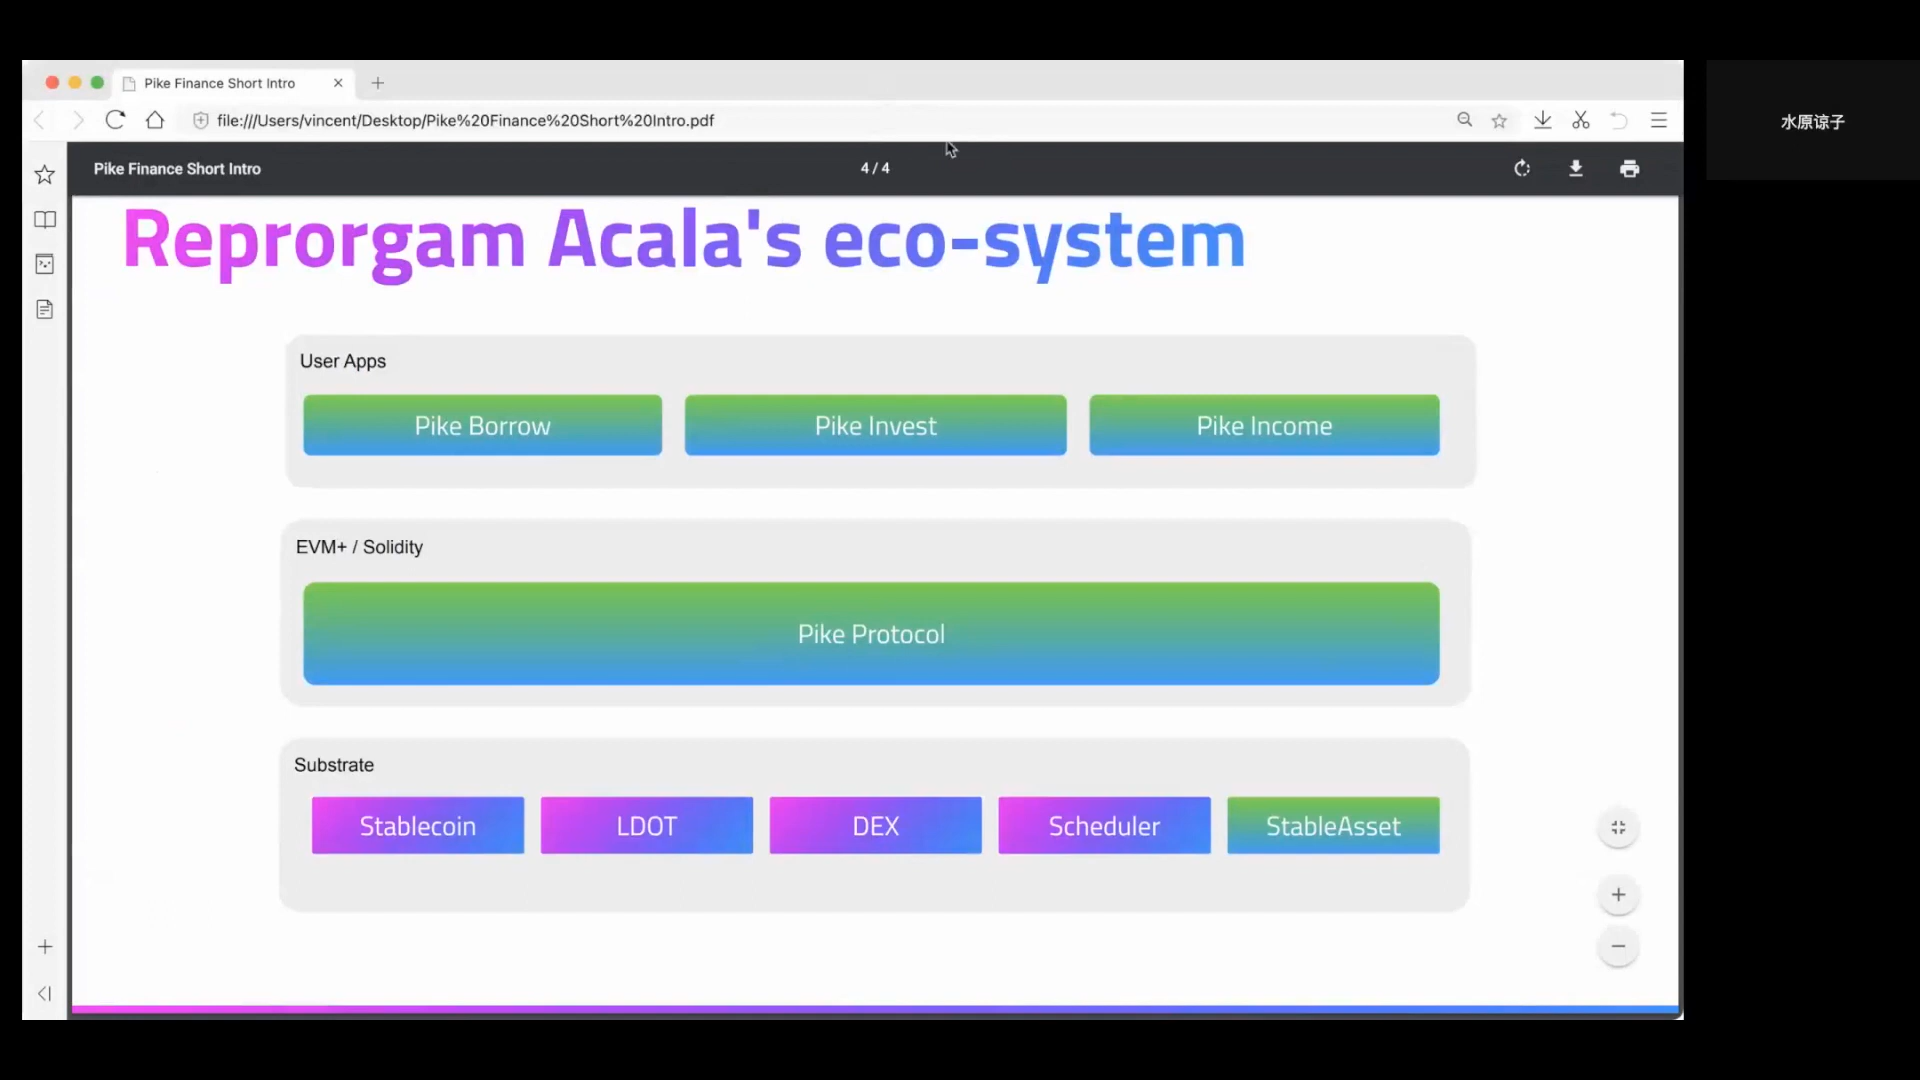 Pike Finance Short Intro
file:///Users/vincent/Desktop/Pike%20Finance%20Short%20Intro.pdf
水原谅子
Pike Finance Short Intro
4 / 4
Reprorgam Acala's eco-system
User Apps
Pike Borrow
Pike Invest
Pike Income
EVM+ / Solidity
Pike Protocol
Substrate
Stablecoin
LDOT
DEX
Scheduler
StableAsset